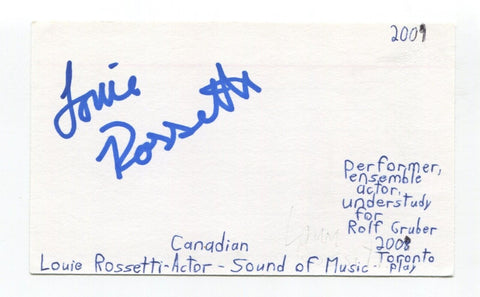 2009
Louie
Rossetti
performer,
ensemble
actor,
understudy
for
Rolf Gruber
2008
Canadian
Toronto
Louie Rossetti-Actor - Sound of Music - play